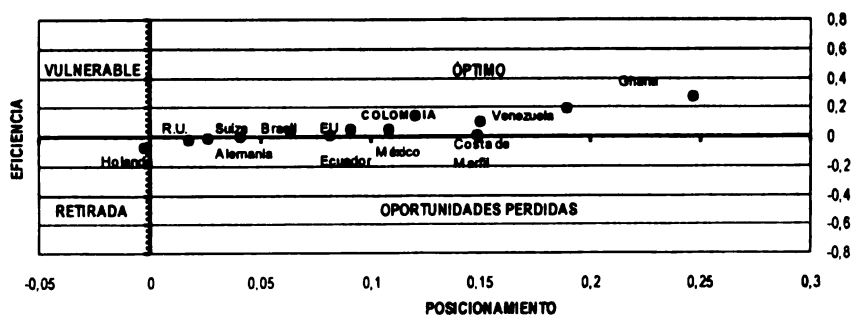 0,8
0,6
VULNERABLE ÓPTIMO
0,4
Ghana
0,2
R.U. Suiza Brasil EU COLOMBIA Venezuela
0
Holanda Alemania Ecuador México Costa de
Marfil
-0,2
-0,4
RETIRADA OPORTUNIDADES PERDIDAS
-0,6
-0,8
EFICIENCIA
-0,05 0 0,05 0,1 0,15 0,2 0,25 0,3
POSICIONAMIENTO